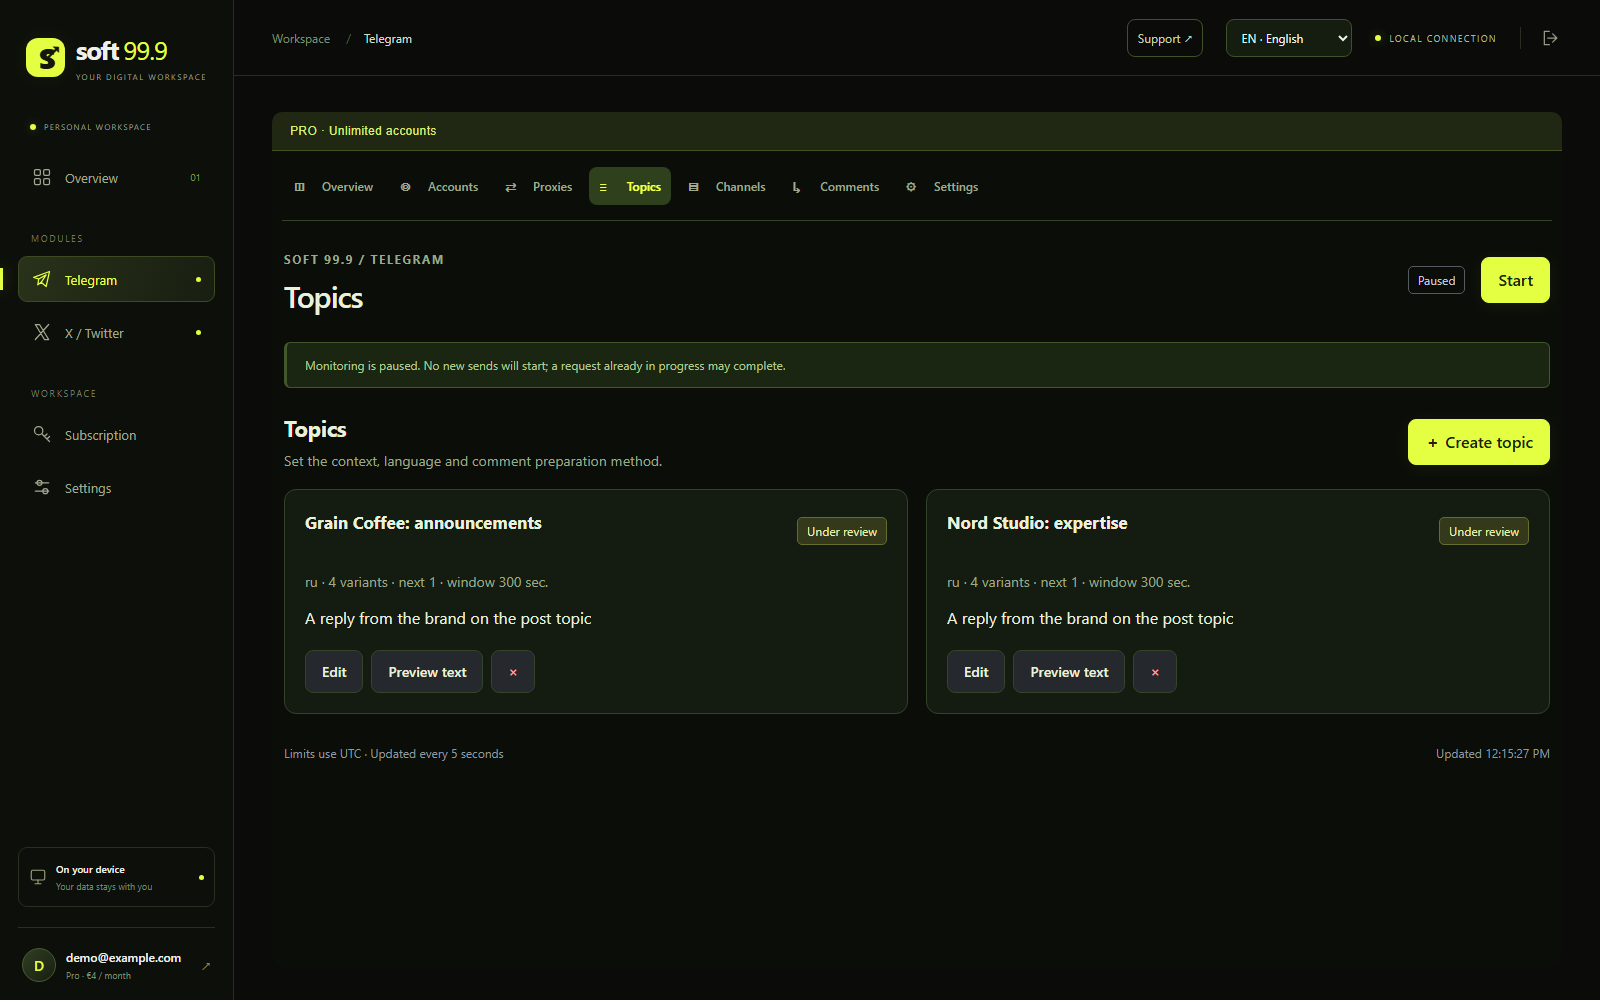 soft 99.9
YOUR DIGITAL WORKSPACE
PERSONAL WORKSPACE
Overview 01
MODULES
Telegram
X / Twitter
WORKSPACE
Subscription
Settings
On your device
Your data stays with you
D
demo@example.com
Pro · €4 / month ↗
Workspace / Telegram
Support ↗
EN · English
LOCAL CONNECTION
PRO · Unlimited accounts
Overview
Accounts
Proxies
Topics
Channels
Comments
Settings
SOFT 99.9 / TELEGRAM
Topics
Paused
Start
Monitoring is paused. No new sends will start; a request already in progress may complete.
Topics
Set the context, language and comment preparation method.
+ Create topic
Grain Coffee: announcements
Under review
ru · 4 variants · next 1 · window 300 sec.
A reply from the brand on the post topic
Edit
Preview text
×
Nord Studio: expertise
Under review
ru · 4 variants · next 1 · window 300 sec.
A reply from the brand on the post topic
Edit
Preview text
×
Limits use UTC · Updated every 5 seconds
Updated 12:15:27 PM